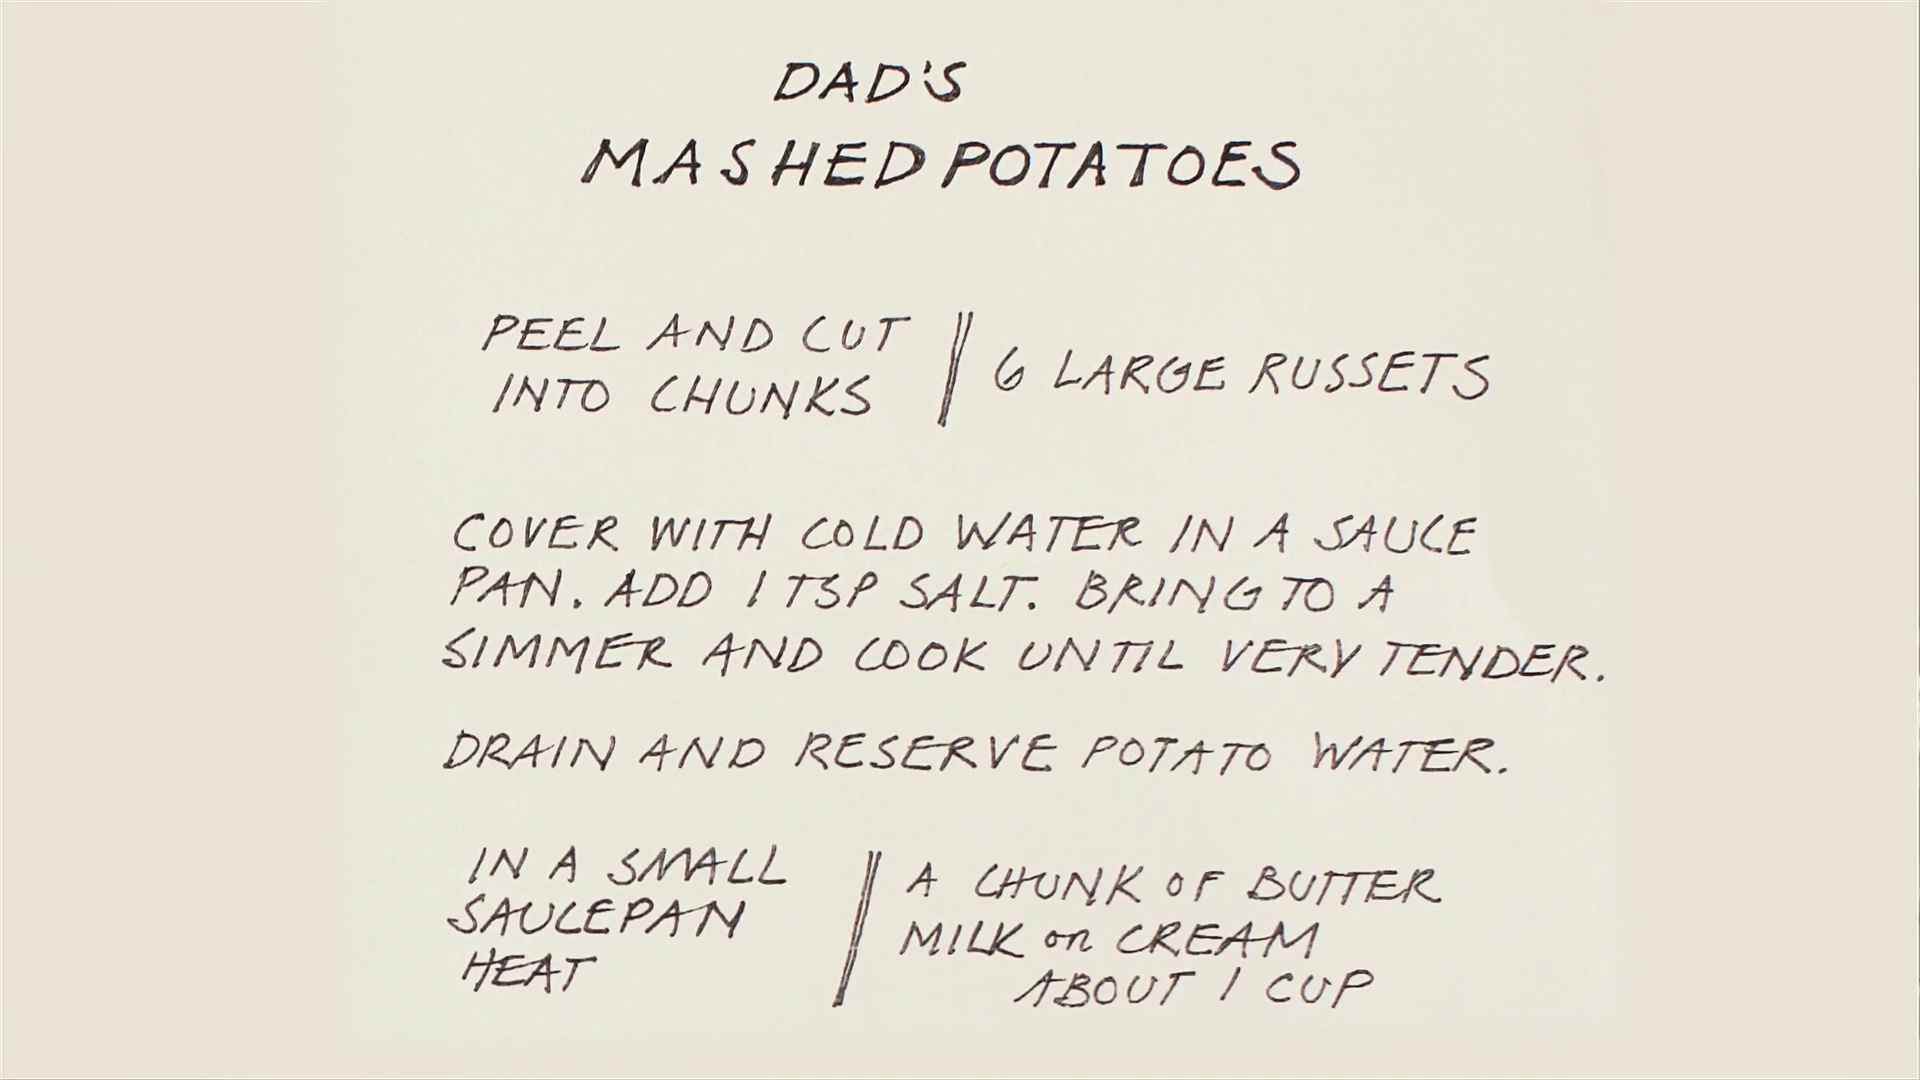 DAD'S
MASHED POTATOES
PEEL AND CUT
INTO CHUNKS
6 LARGE RUSSETS
COVER WITH COLD WATER IN A SAUCE
PAN. ADD 1 TSP SALT. BRING TO A
SIMMER AND COOK UNTIL VERY TENDER.
DRAIN AND RESERVE POTATO WATER.
IN A SMALL
SAUCEPAN
HEAT
A CHUNK OF BUTTER
MILK or CREAM
ABOUT 1 CUP